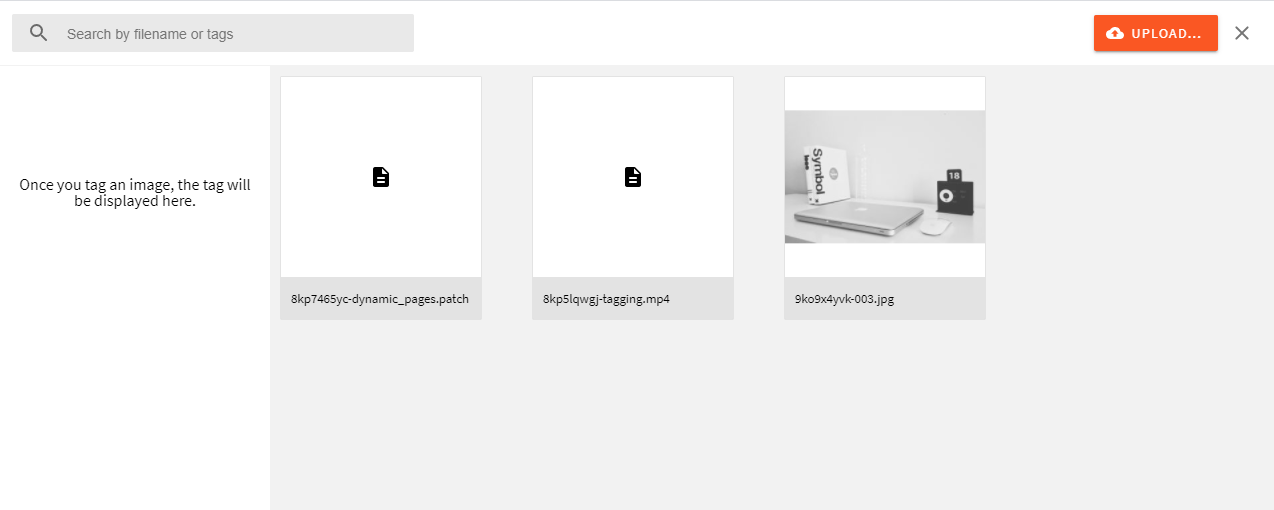 Search by filename or tags
UPLOAD...
Once you tag an image, the tag will
be displayed here.
Symbol
18
8kp7465yc-dynamic_pages.patch
8kp5lqwgj-tagging.mp4
9ko9x4yvk-003.jpg